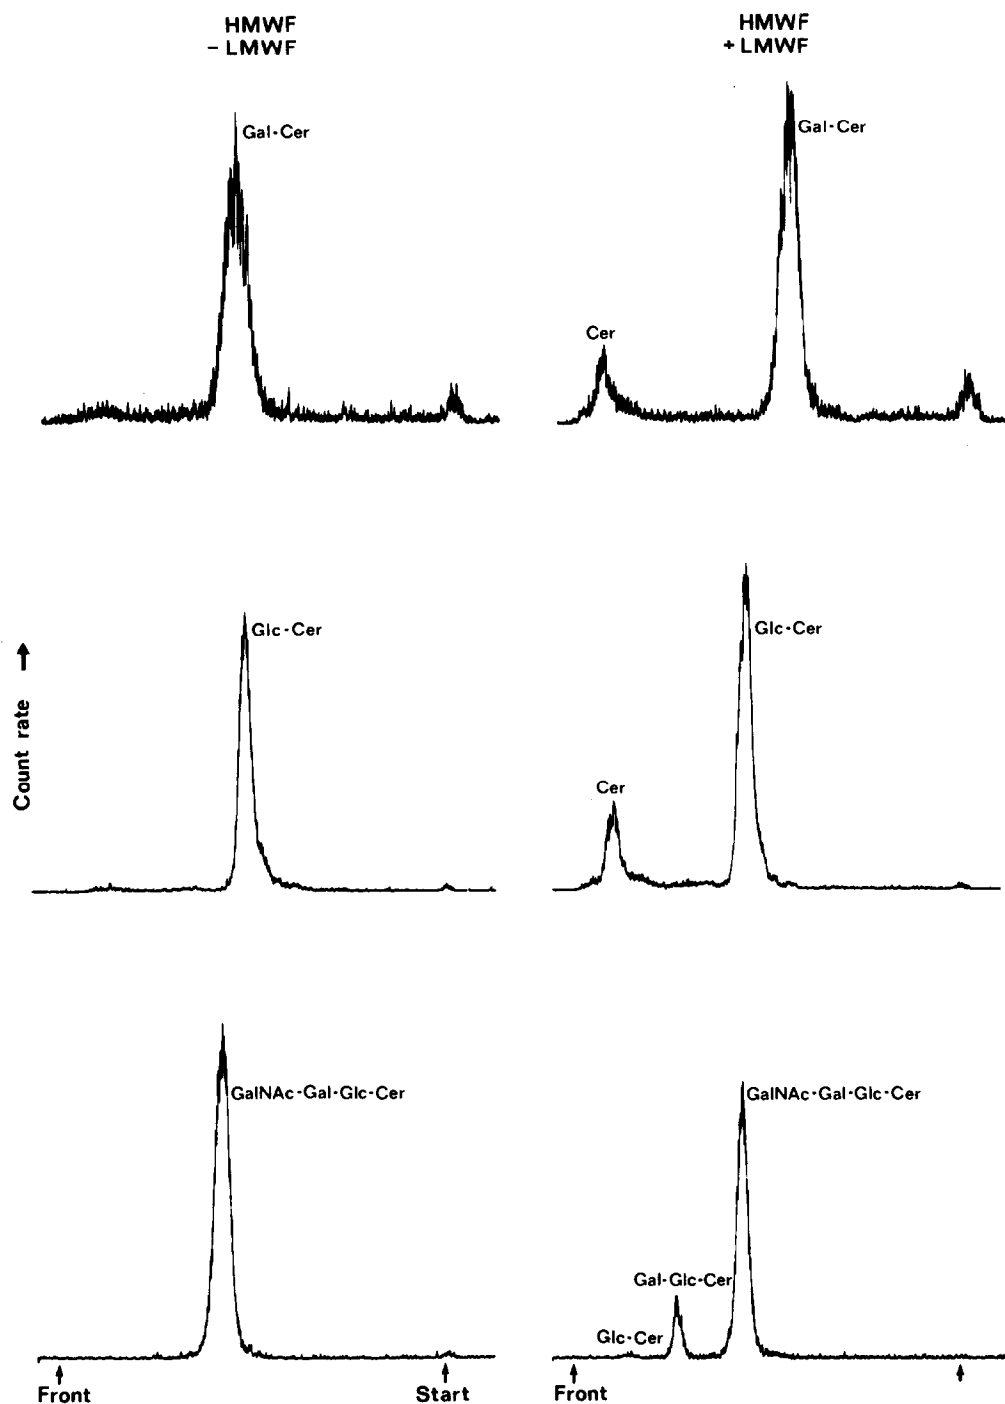 HMWF
- LMWF
HMWF
+ LMWF
Gal-Cer
Gal-Cer
Cer
Glc-Cer
Glc-Cer
Cer
Count rate →
GalNAc-Gal-Glc-Cer
GalNAc-Gal-Glc-Cer
Gal-Glc-Cer
Glc-Cer
Front
Start
Front